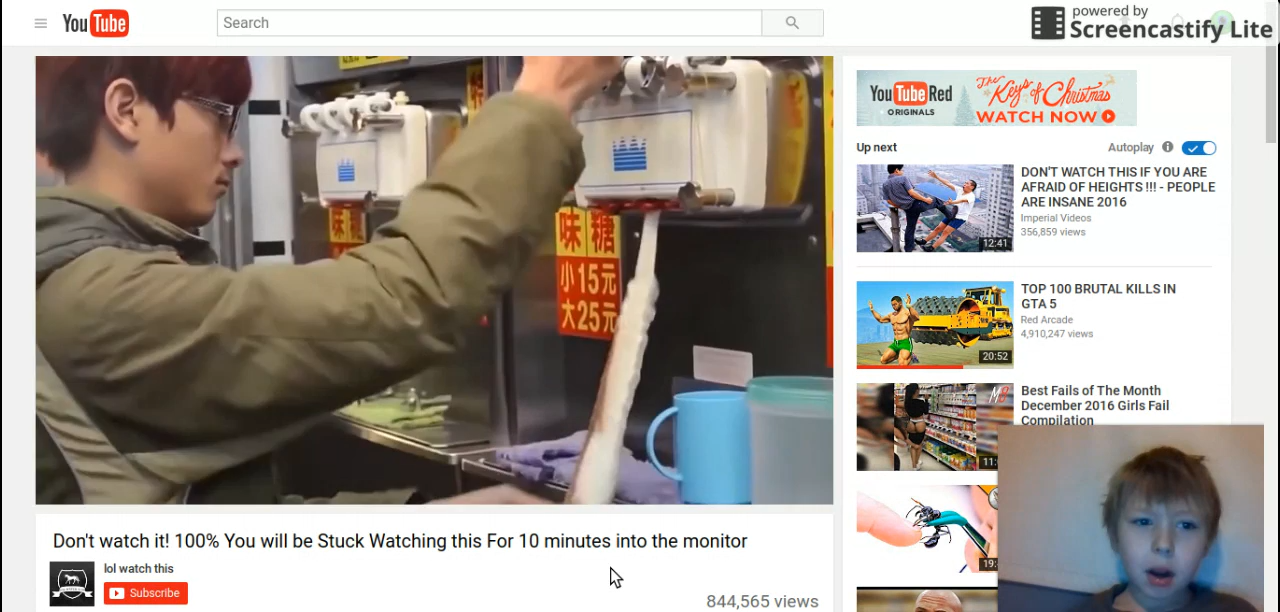 YouTube
Search
powered by
Screencastify Lite
味 糖
小15元
大25元
YouTube Red
ORIGINALS
The Keys of Christmas
WATCH NOW
Up next
Autoplay
DON'T WATCH THIS IF YOU ARE
AFRAID OF HEIGHTS !!! - PEOPLE
ARE INSANE 2016
Imperial Videos
356,859 views
12:41
TOP 100 BRUTAL KILLS IN
GTA 5
Red Arcade
4,910,247 views
20:52
Best Fails of The Month
December 2016 Girls Fail
Compilation
11:
19:
Don't watch it! 100% You will be Stuck Watching this For 10 minutes into the monitor
lol watch this
Subscribe
844,565 views